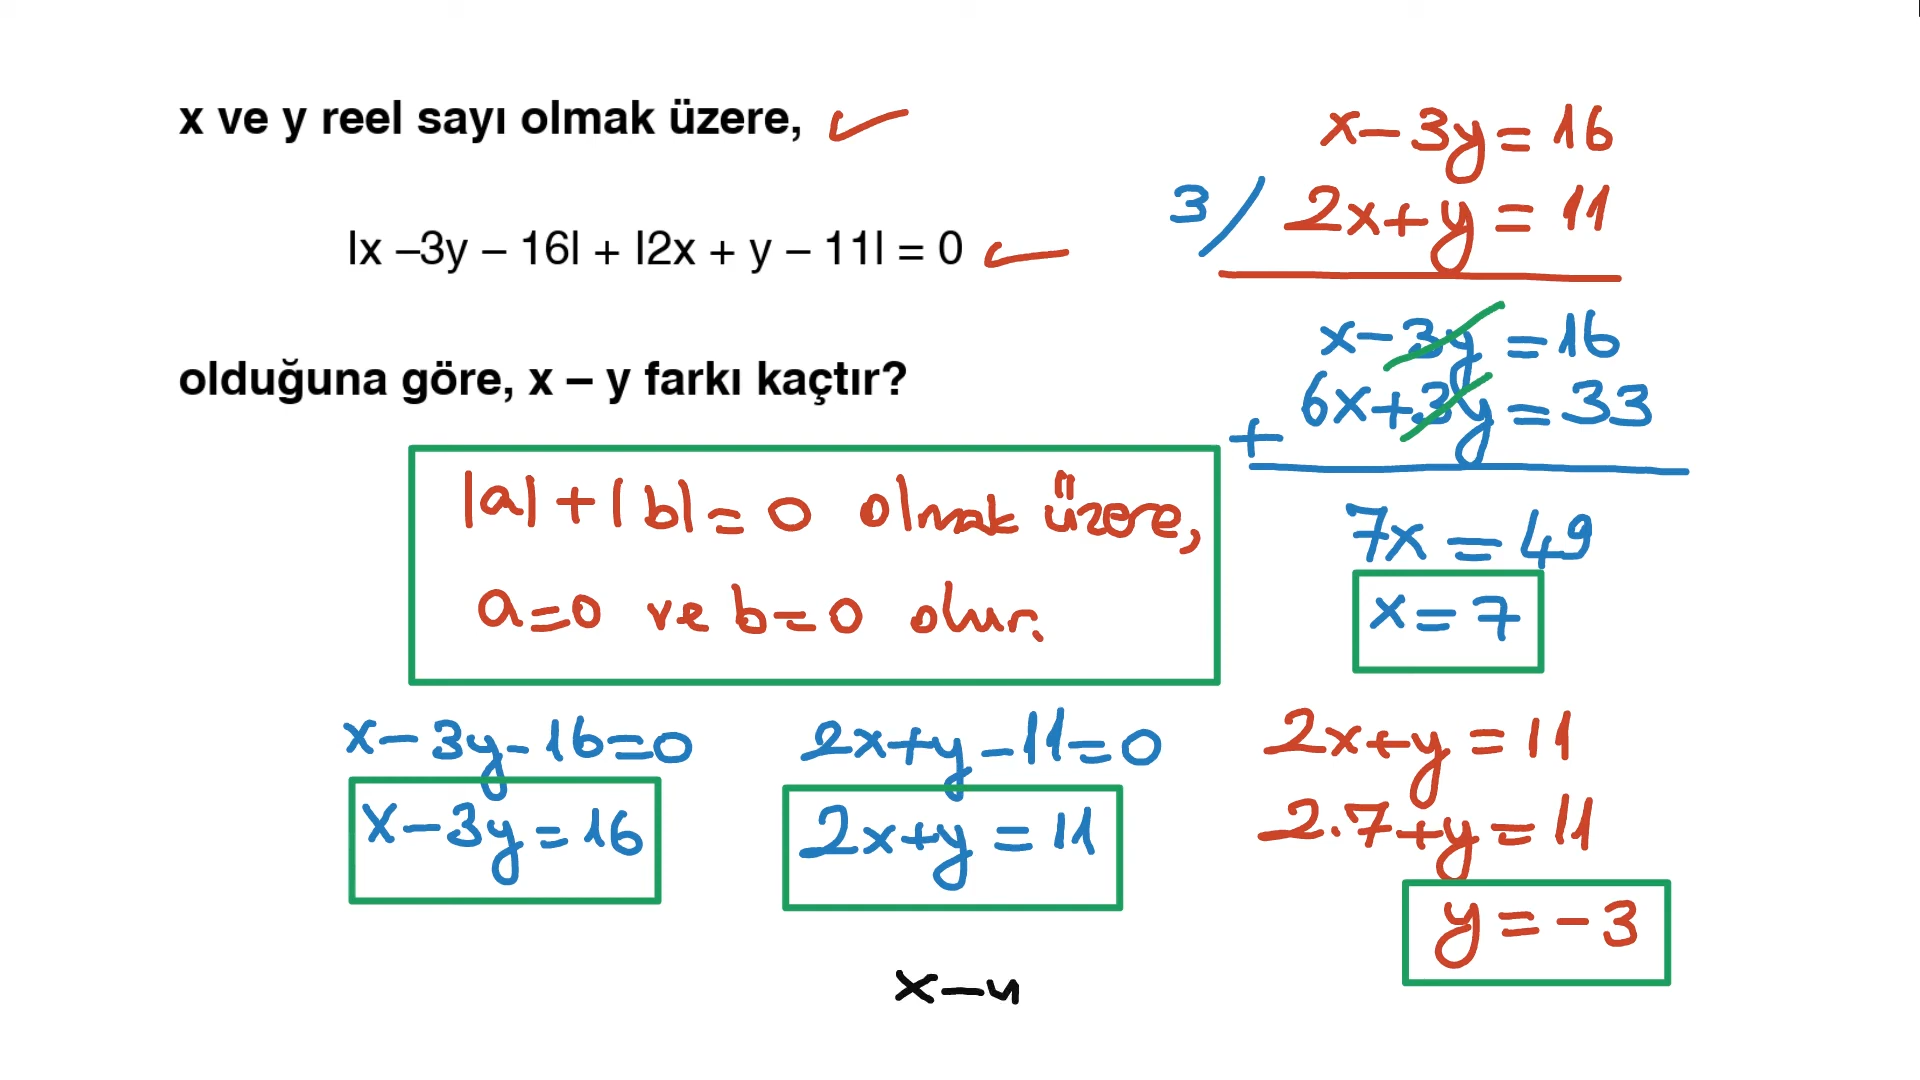 x ve y reel sayı olmak üzere,
|x –3y – 16| + |2x + y – 11| = 0
olduğuna göre, x – y farkı kaçtır?
|a|+|b|=0 olmak üzere,
a=0 ve b=0 olur.
x-3y-16=0
x-3y=16
2x+y-11=0
2x+y=11
x-3y=16
3/ 2x+y=11
x-3y=16
+ 6x+3y=33
7x=49
x=7
2x+y=11
2.7+y=11
y=-3